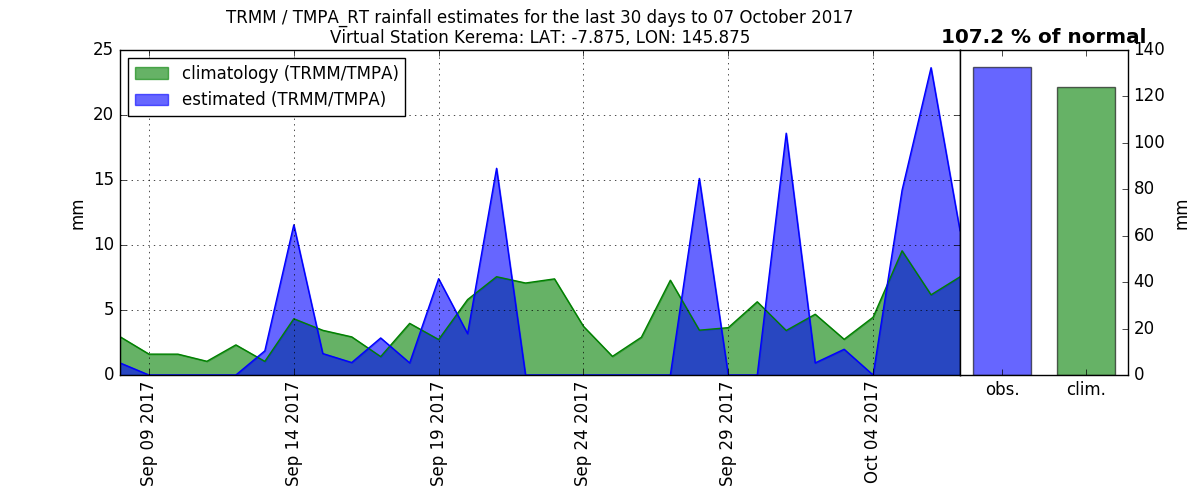 TRMM / TMPA_RT rainfall estimates for the last 30 days to 07 October 2017
Virtual Station Kerema: LAT: -7.875, LON: 145.875
107.2 % of normal
climatology (TRMM/TMPA)
estimated (TRMM/TMPA)
mm
25
20
15
10
5
0
Sep 09 2017
Sep 14 2017
Sep 19 2017
Sep 24 2017
Sep 29 2017
Oct 04 2017
obs.
clim.
140
120
100
80
60
40
20
0
mm